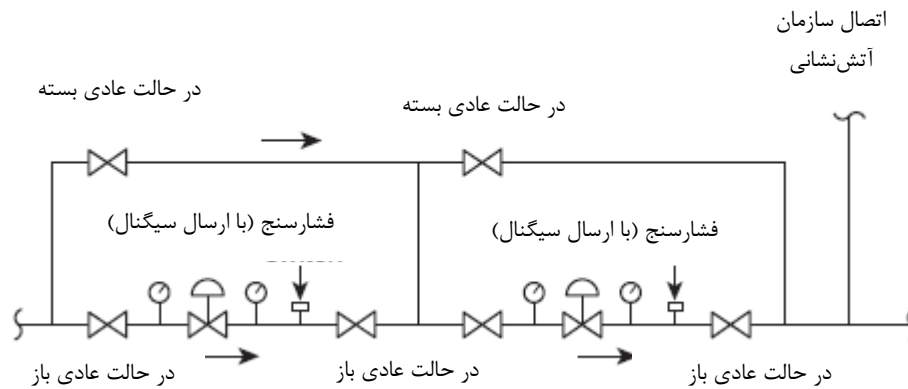 اتصال سازمان
آتش‌نشانی
در حالت عادی بسته
در حالت عادی بسته
فشارسنج (با ارسال سیگنال)
فشارسنج (با ارسال سیگنال)
در حالت عادی باز
در حالت عادی باز
در حالت عادی باز